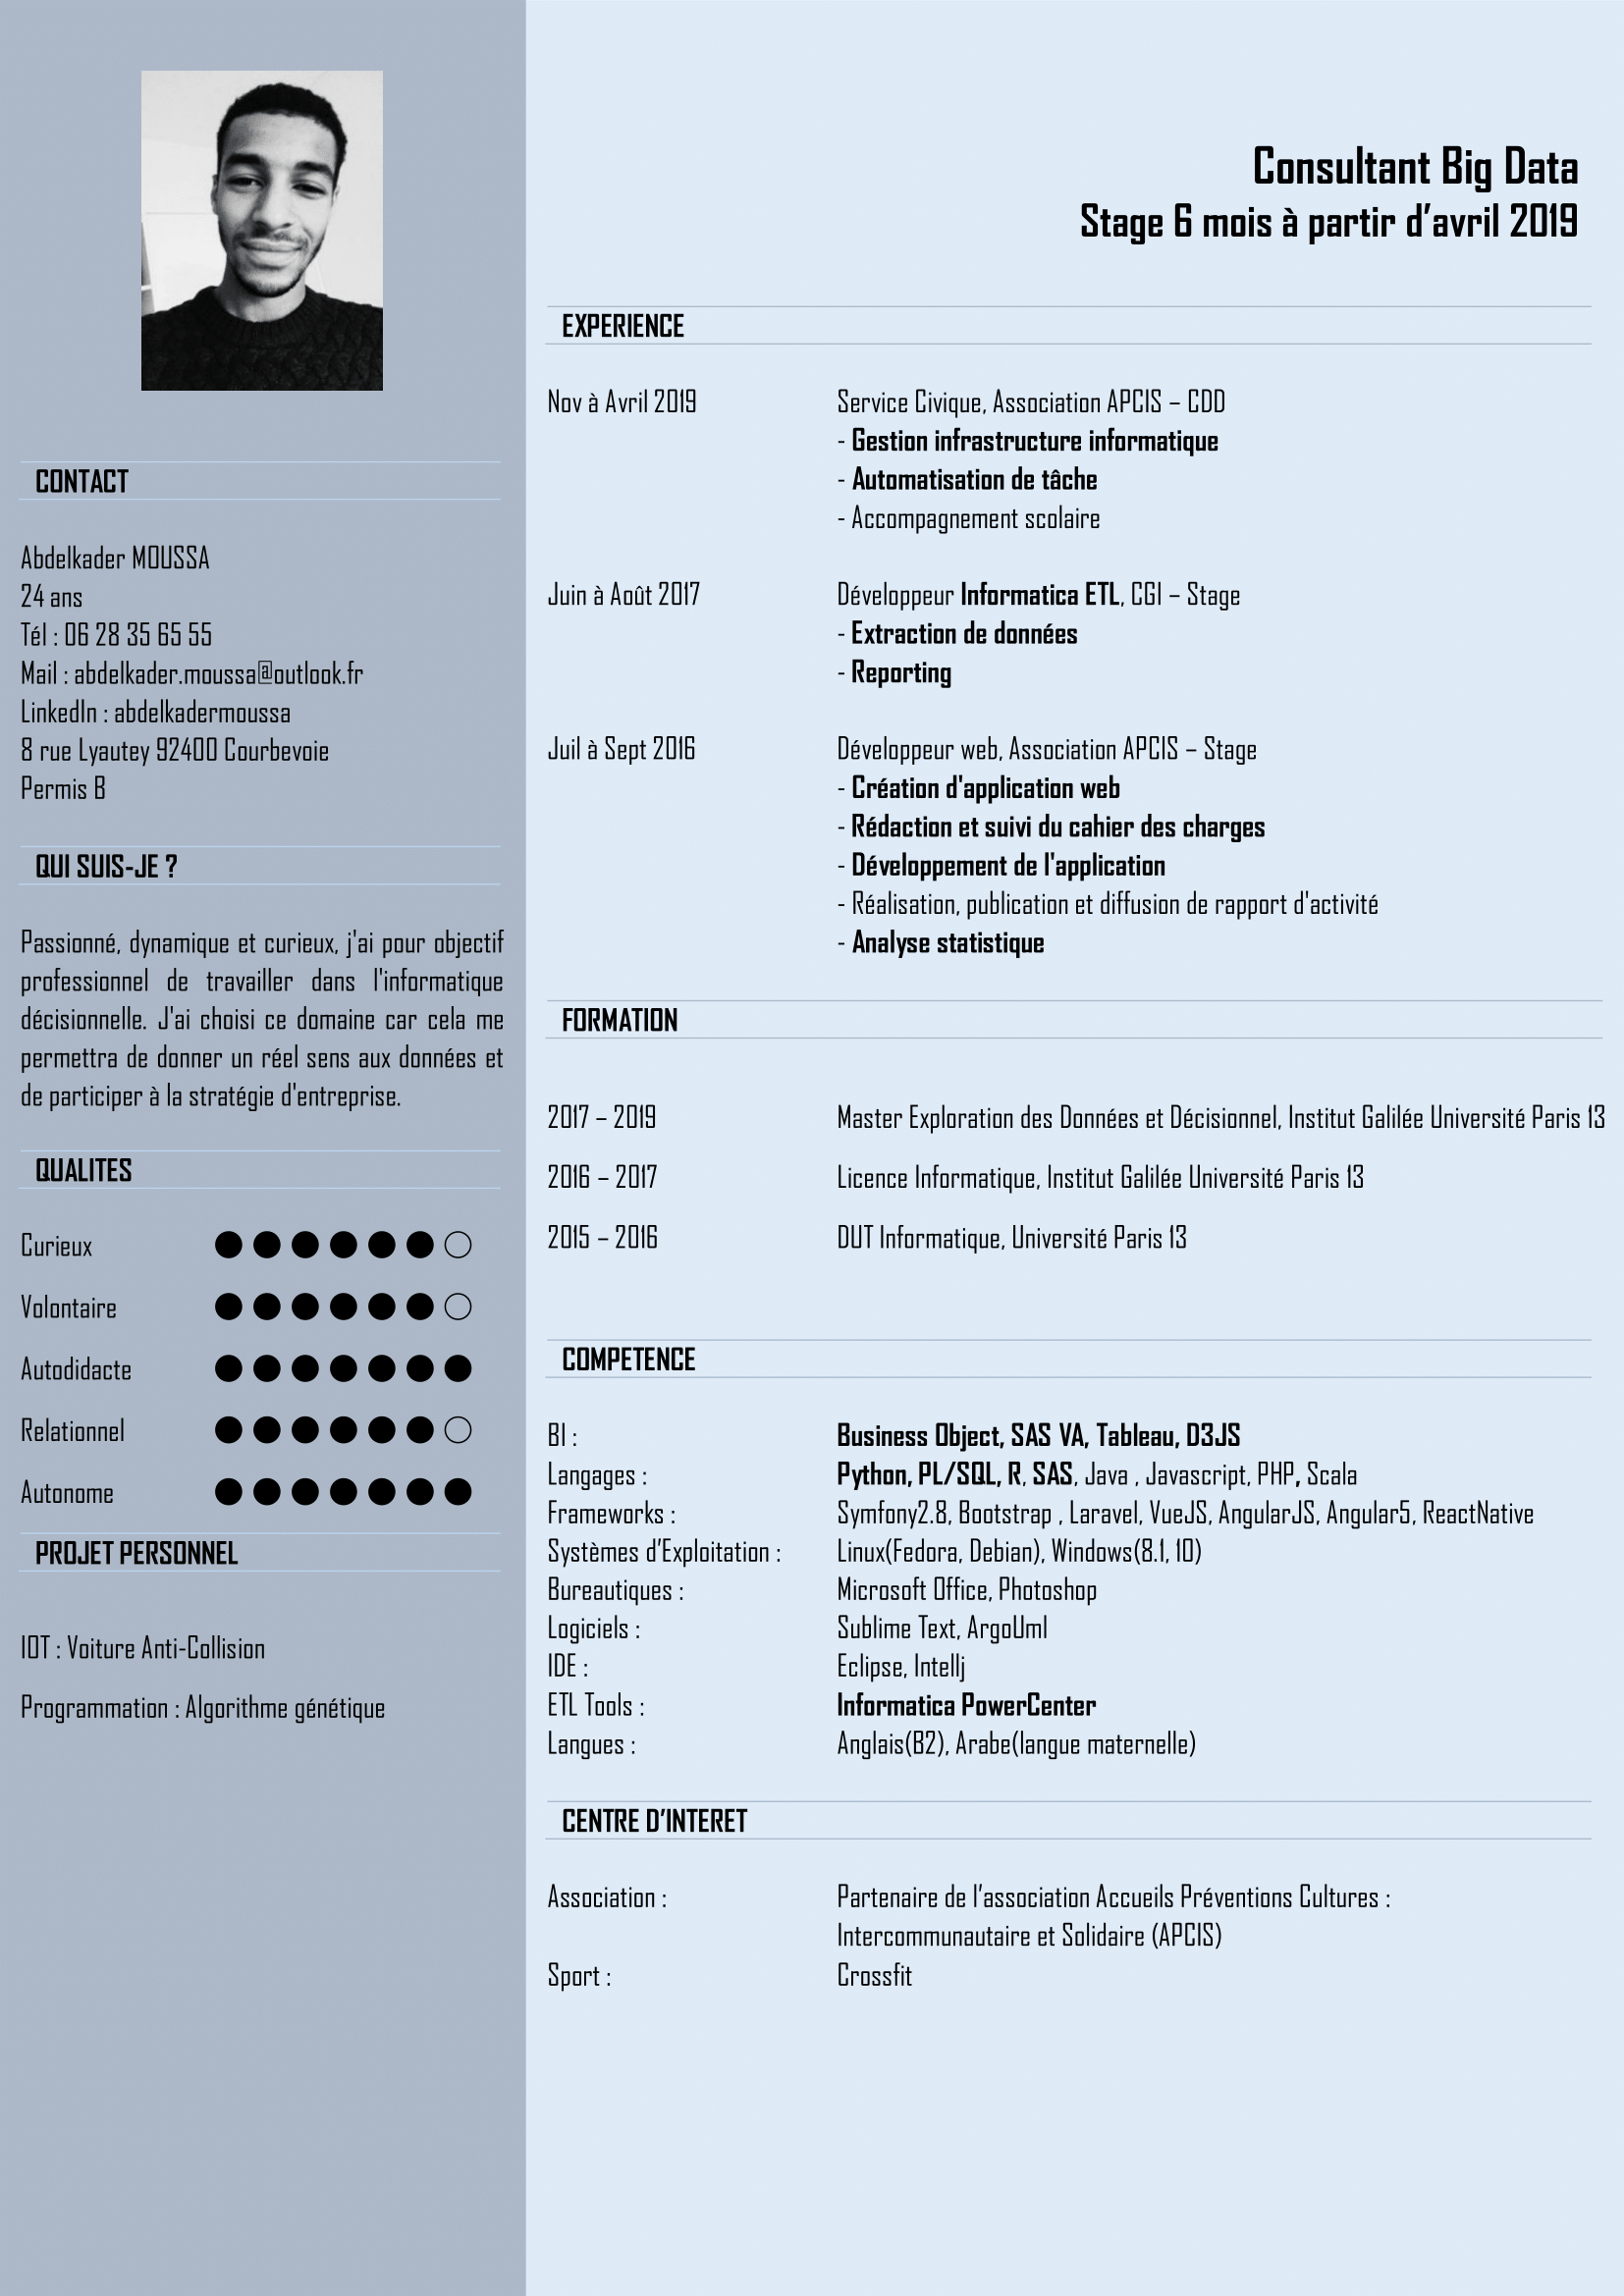 Consultant Big Data
Stage 6 mois à partir d’avril 2019
CONTACT
Abdelkader MOUSSA
24 ans
Tél : 06 28 35 65 55
Mail : abdelkader.moussa@outlook.fr
LinkedIn : abdelkadermoussa
8 rue Lyautey 92400 Courbevoie
Permis B
QUI SUIS-JE ?
Passionné, dynamique et curieux, j'ai pour objectif
professionnel de travailler dans l'informatique
décisionnelle. J'ai choisi ce domaine car cela me
permettra de donner un réel sens aux données et
de participer à la stratégie d'entreprise.
QUALITES
Curieux
Volontaire
Autodidacte
Relationnel
Autonome
PROJET PERSONNEL
IOT : Voiture Anti-Collision
Programmation : Algorithme génétique
EXPERIENCE
Nov à Avril 2019 Service Civique, Association APCIS – CDD
- Gestion infrastructure informatique
- Automatisation de tâche
- Accompagnement scolaire
Juin à Août 2017 Développeur Informatica ETL, CGI – Stage
- Extraction de données
- Reporting
Juil à Sept 2016 Développeur web, Association APCIS – Stage
- Création d'application web
- Rédaction et suivi du cahier des charges
- Développement de l'application
- Réalisation, publication et diffusion de rapport d'activité
- Analyse statistique
FORMATION
2017 – 2019 Master Exploration des Données et Décisionnel, Institut Galilée Université Paris 13
2016 – 2017 Licence Informatique, Institut Galilée Université Paris 13
2015 – 2016 DUT Informatique, Université Paris 13
COMPETENCE
BI : Business Object, SAS VA, Tableau, D3JS
Langages : Python, PL/SQL, R, SAS, Java , Javascript, PHP, Scala
Frameworks : Symfony2.8, Bootstrap , Laravel, VueJS, AngularJS, Angular5, ReactNative
Systèmes d’Exploitation : Linux(Fedora, Debian), Windows(8.1, 10)
Bureautiques : Microsoft Office, Photoshop
Logiciels : Sublime Text, ArgoUml
IDE : Eclipse, Intellj
ETL Tools : Informatica PowerCenter
Langues : Anglais(B2), Arabe(langue maternelle)
CENTRE D’INTERET
Association : Partenaire de l’association Accueils Préventions Cultures :
Intercommunautaire et Solidaire (APCIS)
Sport : Crossfit